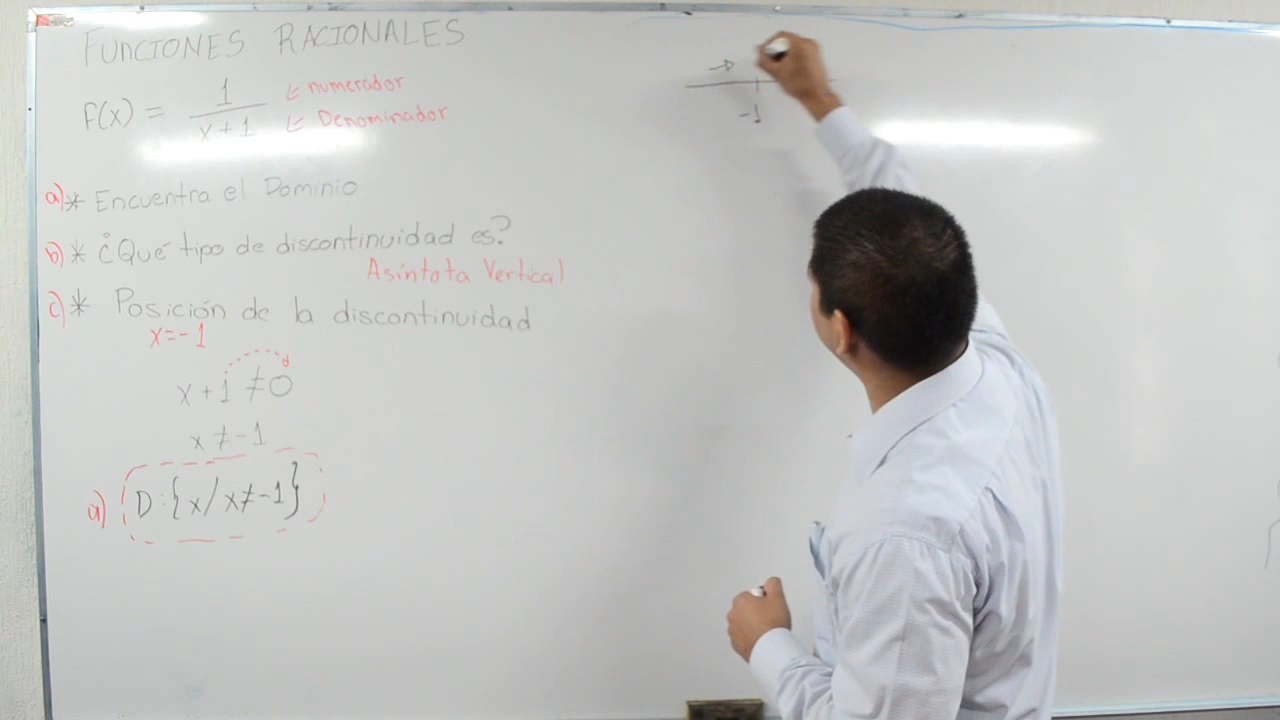 FUNCIONES RACIONALES
f(x) = 1 / x + 1
numerador
Denominador
a) * Encuentra el Dominio
b) * ¿Qué tipo de discontinuidad es?
Asíntota Vertical
c) * Posición de la discontinuidad
x=-1
x + 1 ≠ 0
x ≠ -1
a) D:{x/x≠-1}
-1